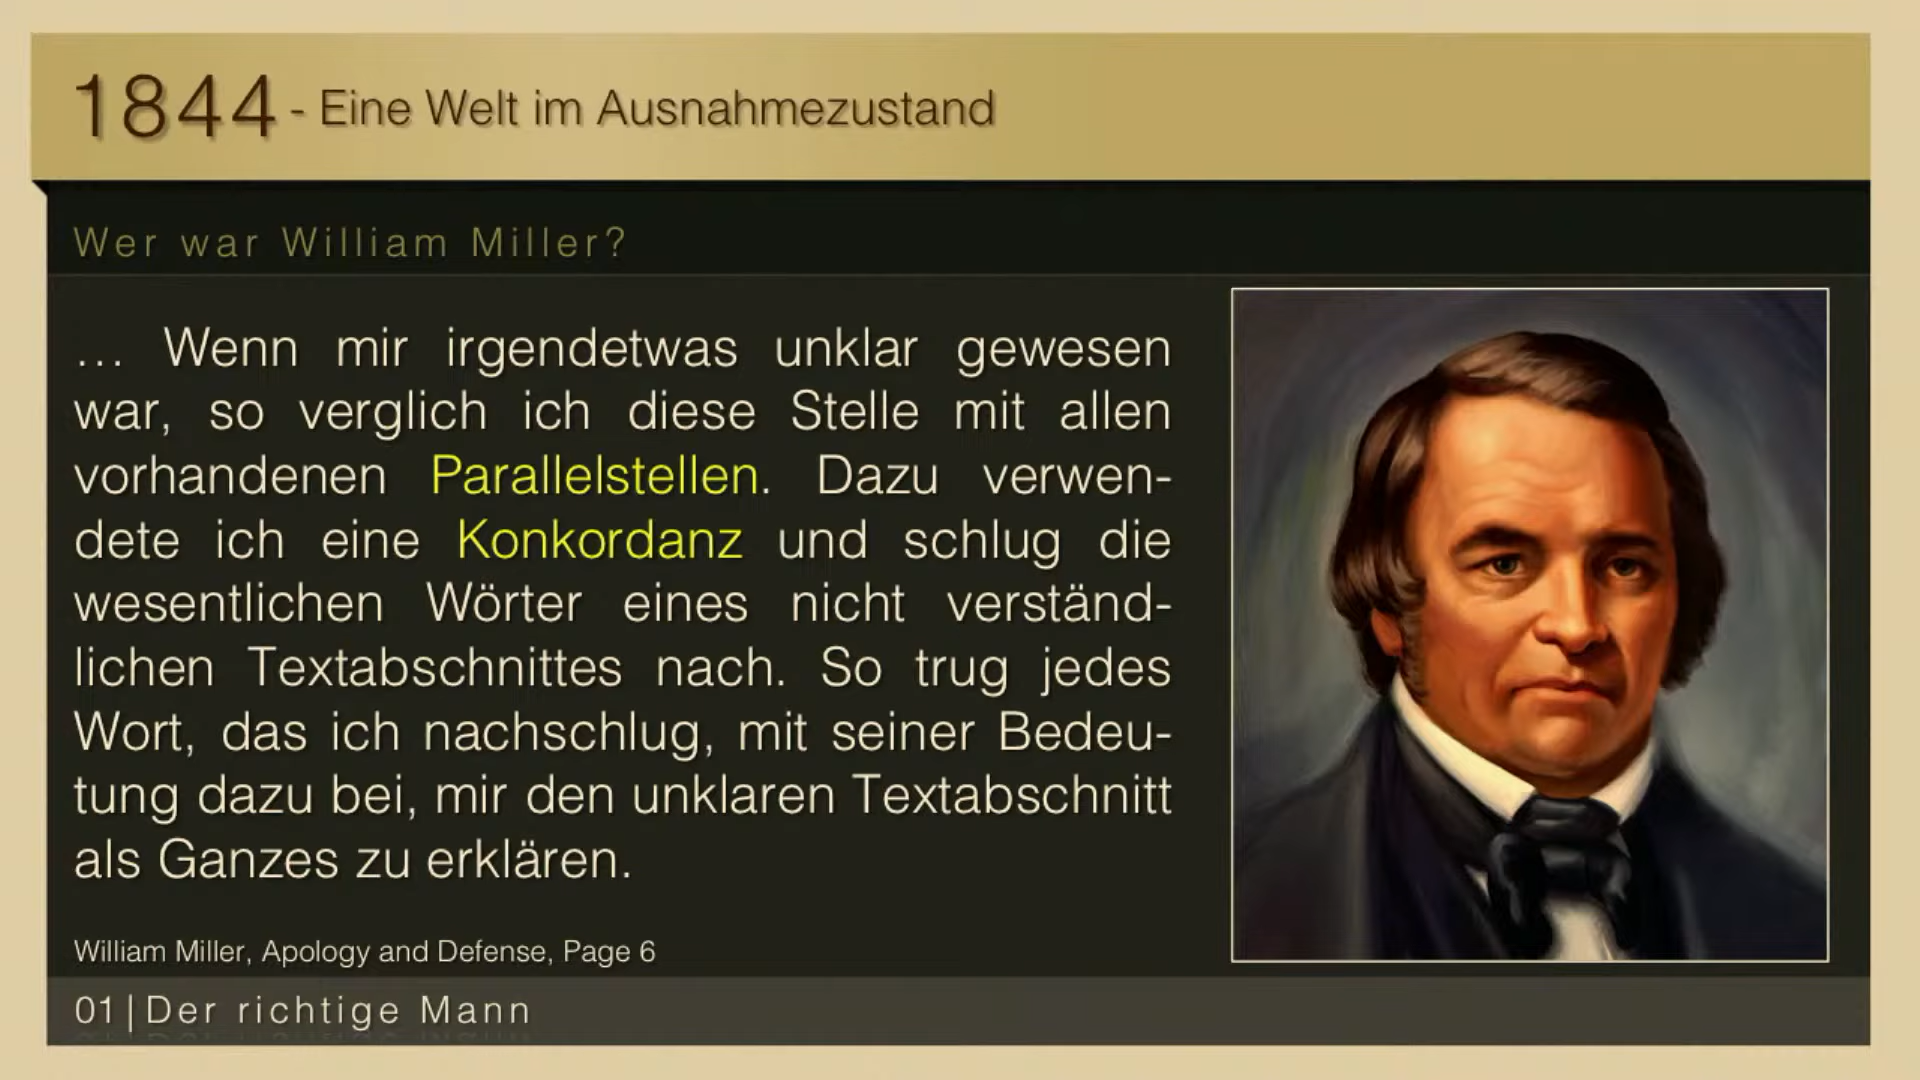 1844 - Eine Welt im Ausnahmezustand
Wer war William Miller?
... Wenn mir irgendetwas unklar gewesen
war, so verglich ich diese Stelle mit allen
vorhandenen Parallelstellen. Dazu verwen-
dete ich eine Konkordanz und schlug die
wesentlichen Wörter eines nicht verständ-
lichen Textabschnittes nach. So trug jedes
Wort, das ich nachschlug, mit seiner Bedeu-
tung dazu bei, mir den unklaren Textabschnitt
als Ganzes zu erklären.
William Miller, Apology and Defense, Page 6
01|Der richtige Mann